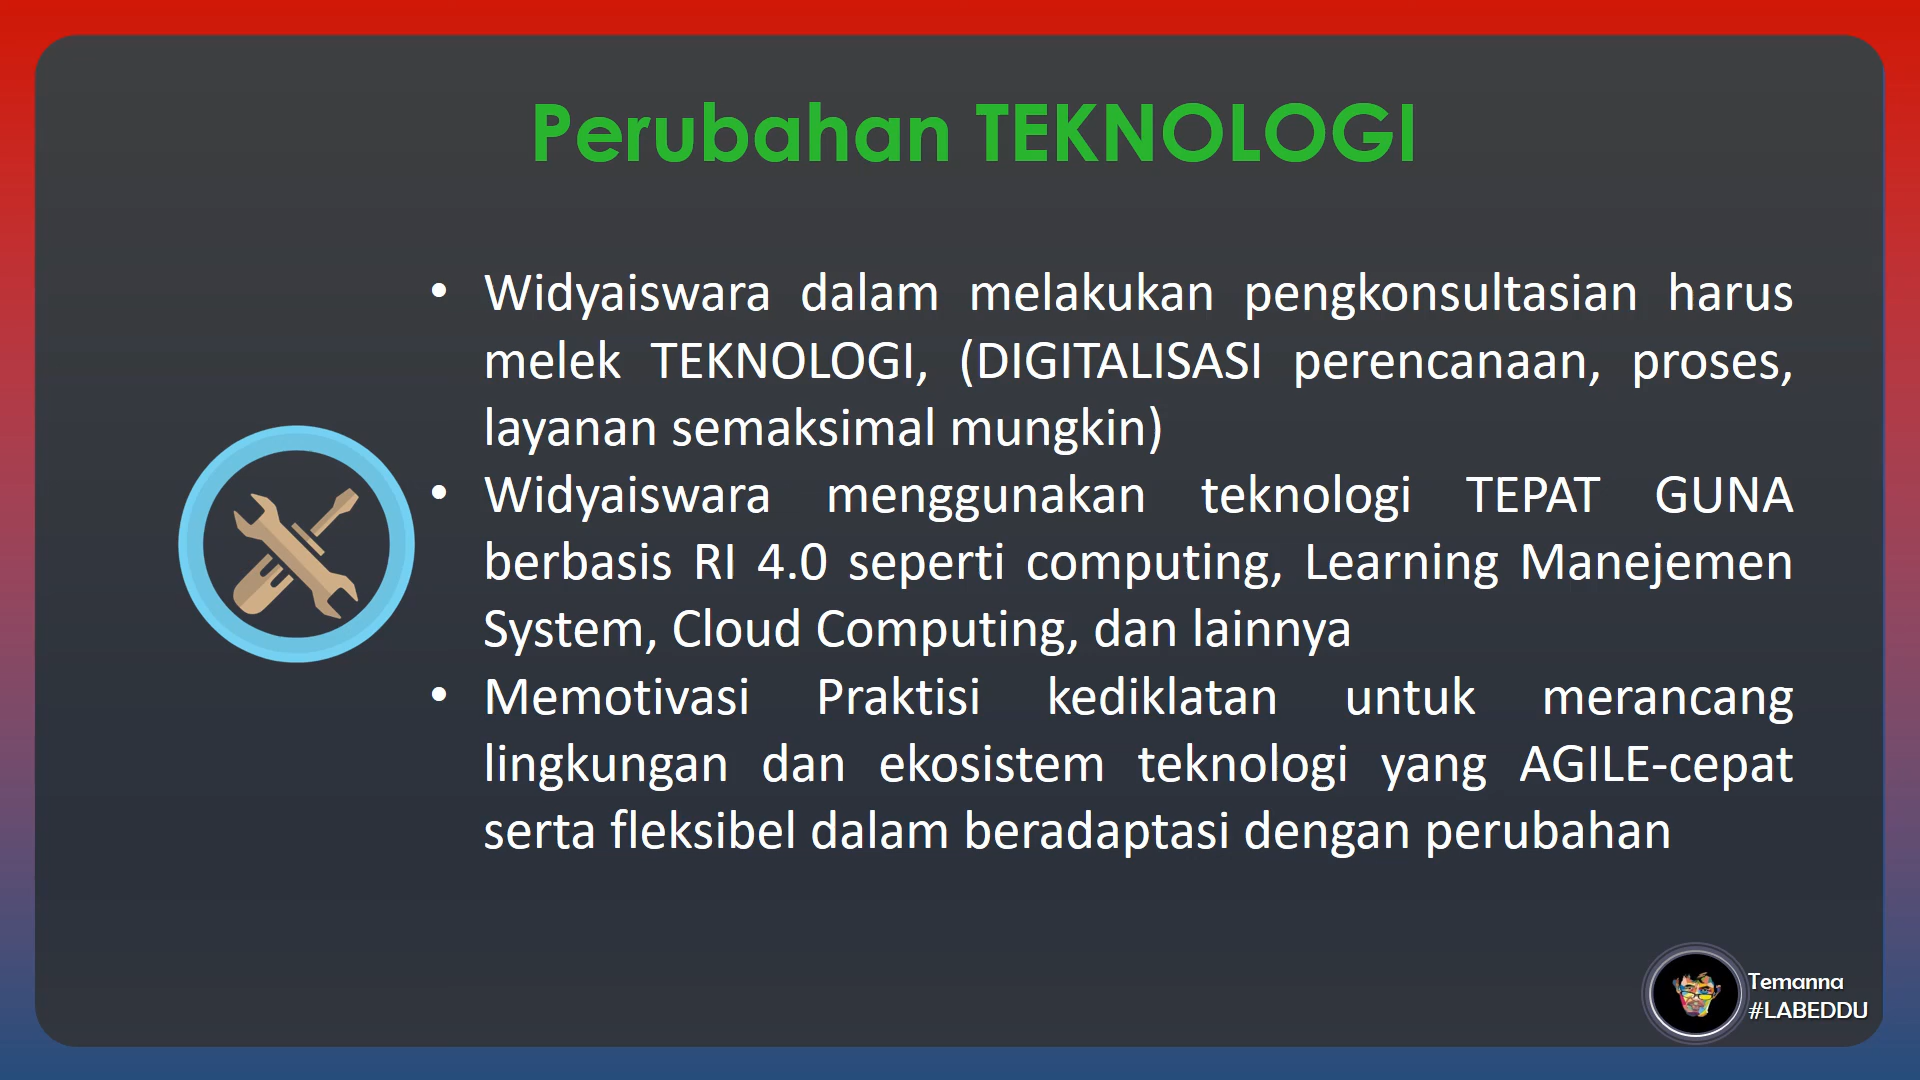 Perubahan TEKNOLOGI
• Widyaiswara dalam melakukan pengkonsultasian harus
melek TEKNOLOGI, (DIGITALISASI perencanaan, proses,
layanan semaksimal mungkin)
• Widyaiswara menggunakan teknologi TEPAT GUNA
berbasis RI 4.0 seperti computing, Learning Manejemen
System, Cloud Computing, dan lainnya
• Memotivasi Praktisi kediklatan untuk merancang
lingkungan dan ekosistem teknologi yang AGILE-cepat
serta fleksibel dalam beradaptasi dengan perubahan
Temanna
#LABEDDU